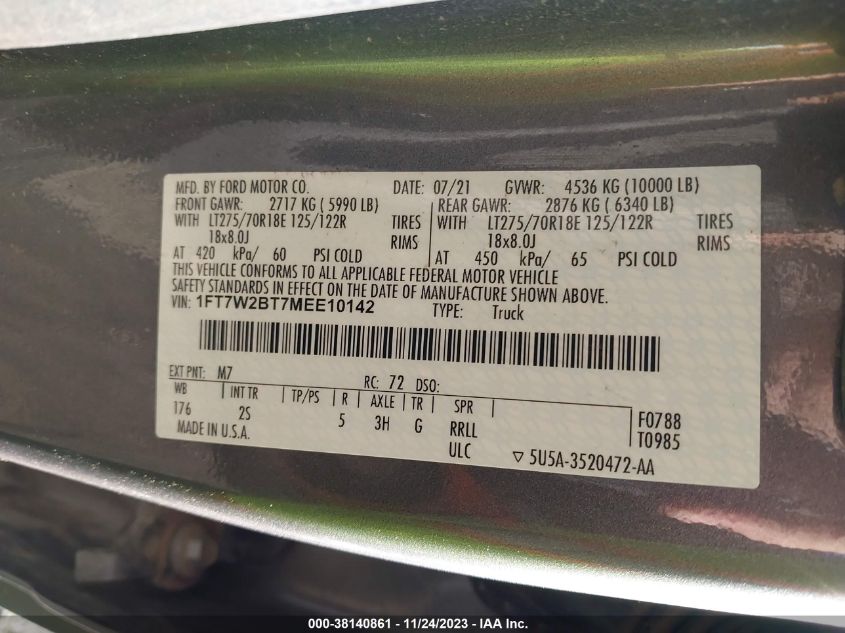 MFD. BY FORD MOTOR CO. DATE: 07/21 GVWR: 4536 KG (10000 LB)
FRONT GAWR: 2717 KG ( 5990 LB) REAR GAWR: 2876 KG ( 6340 LB)
WITH LT275/70R18E 125/122R TIRES WITH LT275/70R18E 125/122R TIRES
18x8.0J RIMS 18x8.0J RIMS
AT 420 kPa/ 60 PSI COLD AT 450 kPa/ 65 PSI COLD
THIS VEHICLE CONFORMS TO ALL APPLICABLE FEDERAL MOTOR VEHICLE
SAFETY STANDARDS IN EFFECT ON THE DATE OF MANUFACTURE SHOWN ABOVE.
VIN: 1FT7W2BT7MEE10142 TYPE: Truck
EXT PNT: M7 RC: 72 DSO:
WB INT TR TP/PS R AXLE TR SPR
176 2S 5 3H G RRLL F0788
MADE IN U.S.A. ULC T0985
▽ 5U5A-3520472-AA
000-38140861 - 11/24/2023 - IAA Inc.